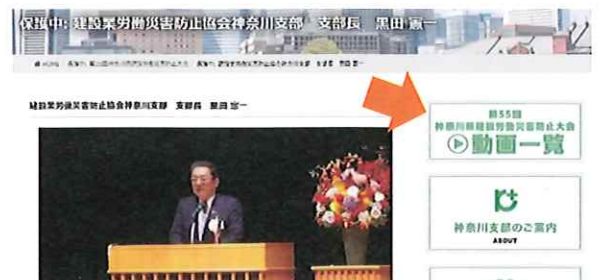 保護中: 建設業労働災害防止協会神奈川支部 支部長 黒田 憲一
建設業労働災害防止協会神奈川支部 支部長 黒田 憲一
第55回
神奈川県建設労働災害防止大会
動画一覧
神奈川支部のご案内
ABOUT